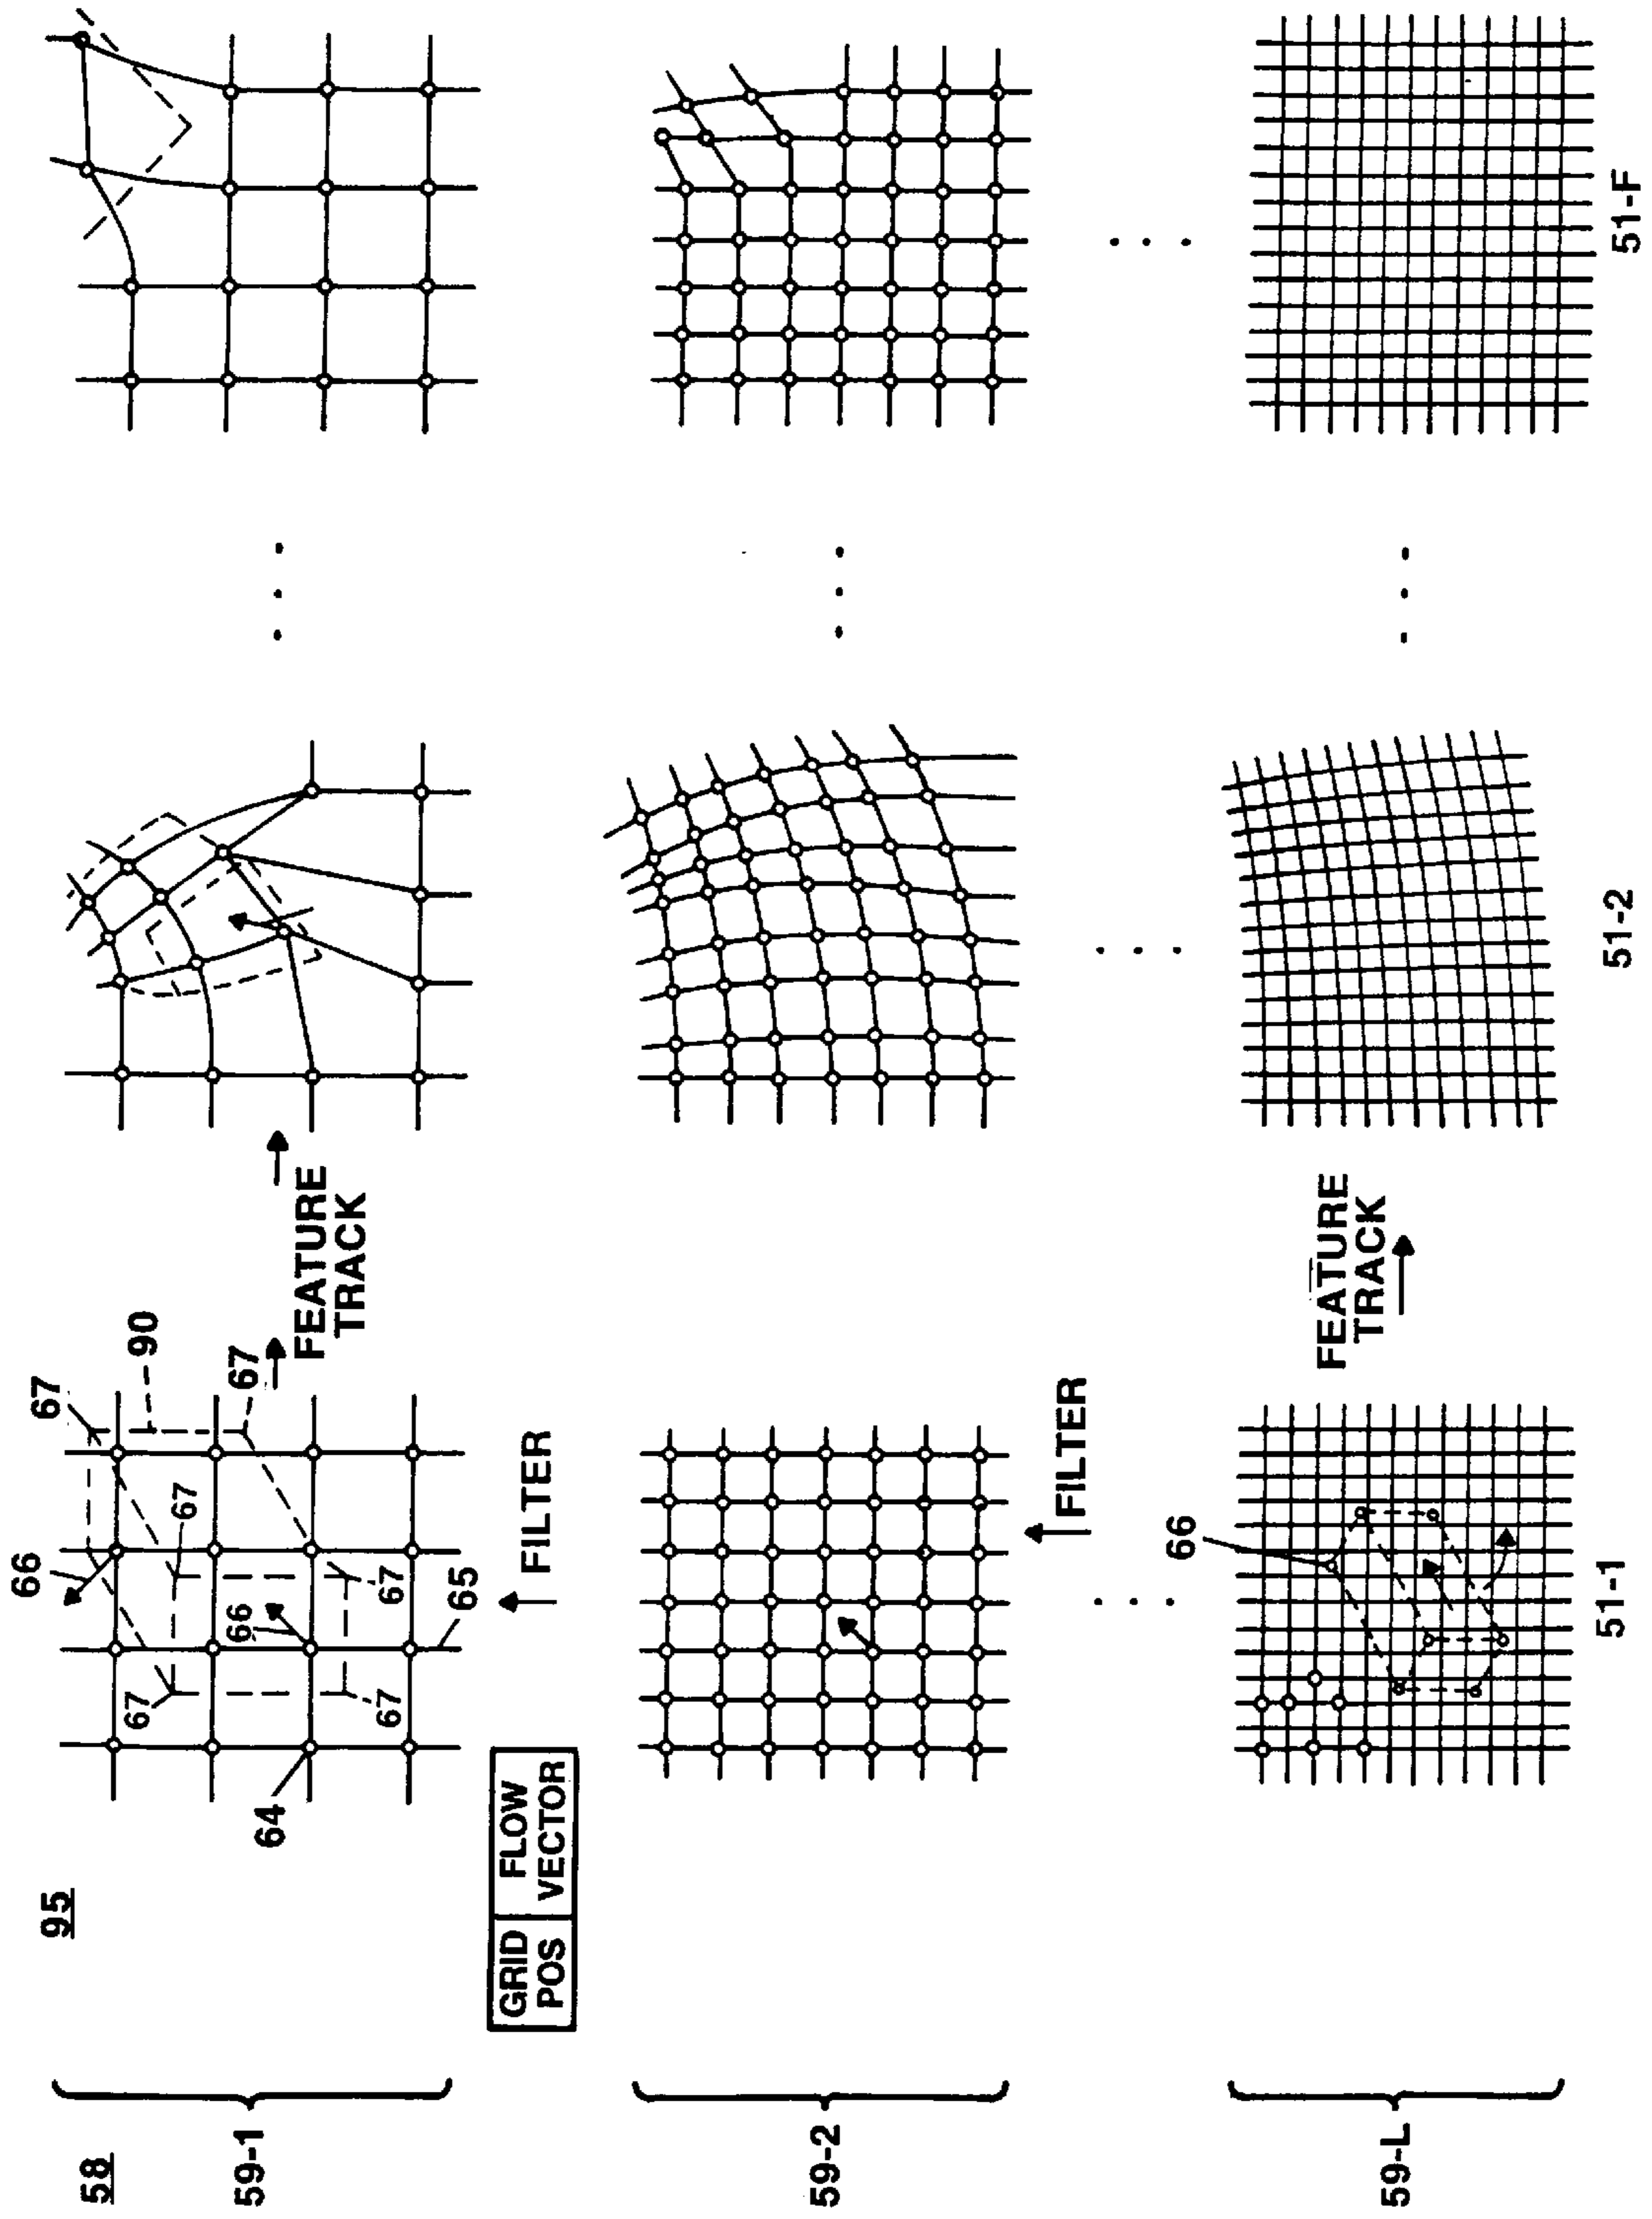 58
95
59-1
67
90
66
67
67
66
67
67
67
65
64
FEATURE
TRACK
FILTER
GRID
POS
FLOW
VECTOR
59-2
FILTER
59-L
66
FEATURE
TRACK
51-1
51-2
51-F